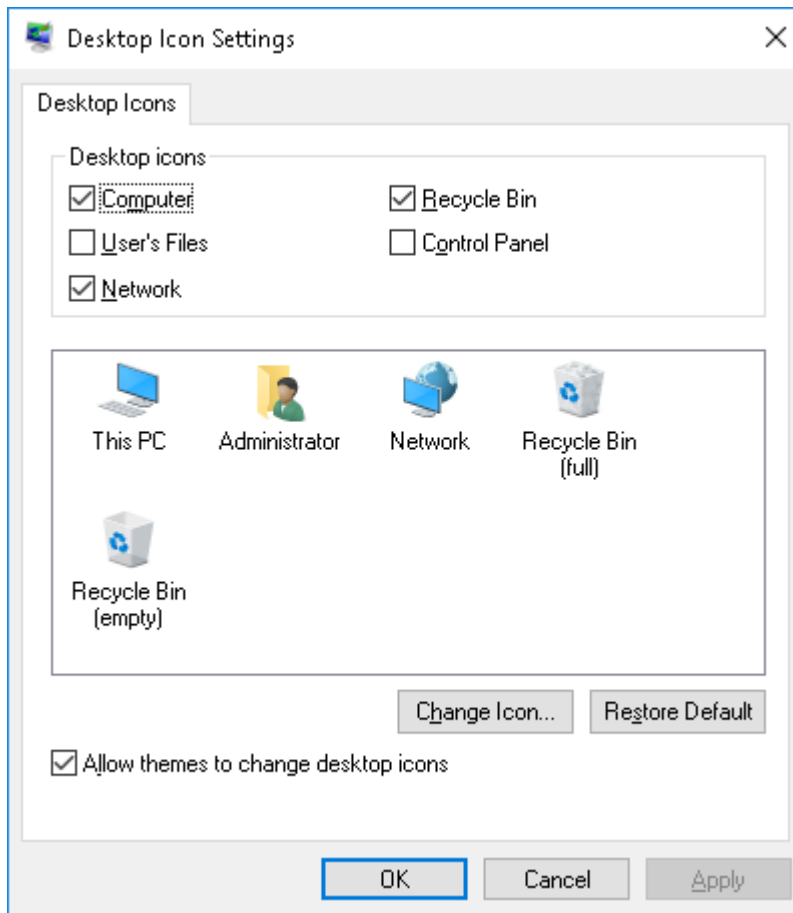 Desktop Icon Settings
Desktop Icons
Desktop icons
Computer
Recycle Bin
User's Files
Control Panel
Network
This PC
Administrator
Network
Recycle Bin
(full)
Recycle Bin
(empty)
Change Icon...
Restore Default
Allow themes to change desktop icons
OK
Cancel
Apply